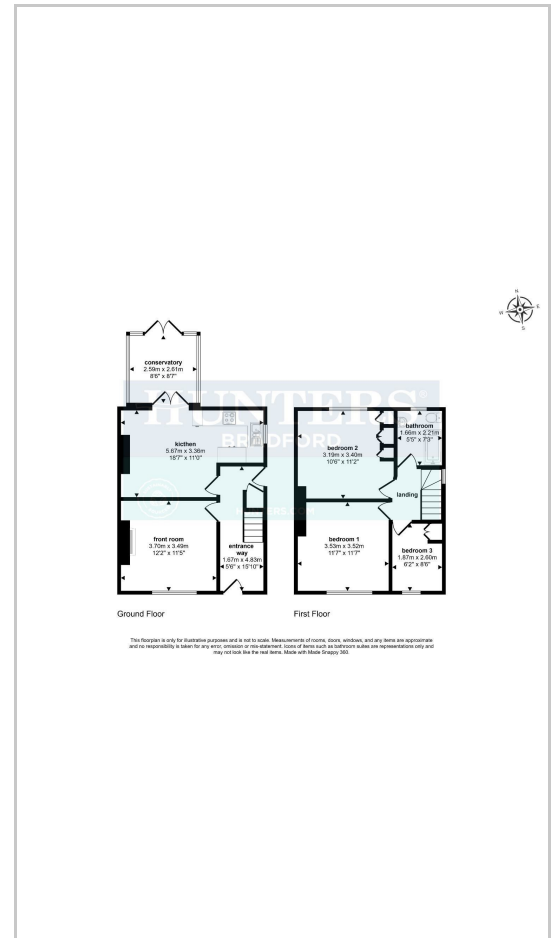 N
W
E
S
conservatory
2.59m x 2.61m
8'6" x 8'7"
HUNTERS
BRADFORD
HUNTERS.COM
kicthen
5.67m x 3.36m
18'7" x 11'0"
front room
3.70m x 3.49m
12'2" x 11'5"
entrance
way
1.67m x 4.83m
5'6" x 15'10"
Ground Floor
bedroom 2
3.19m x 3.40m
10'6" x 11'2"
bathroom
1.66m x 2.21m
5'5" x 7'3"
landing
bedroom 1
3.53m x 3.52m
11'7" x 11'7"
bedroom 3
1.87m x 2.60m
6'2" x 8'6"
First Floor
This floorplan is only for illustrative purposes and is not to scale. Measurements of rooms, doors, windows, and any items are approximate
and no responsibility is taken for any error, omission or mis-statement. Icons of items such as bathroom suites are representations only and
may not look like the real items. Made with Made Snappy 360.